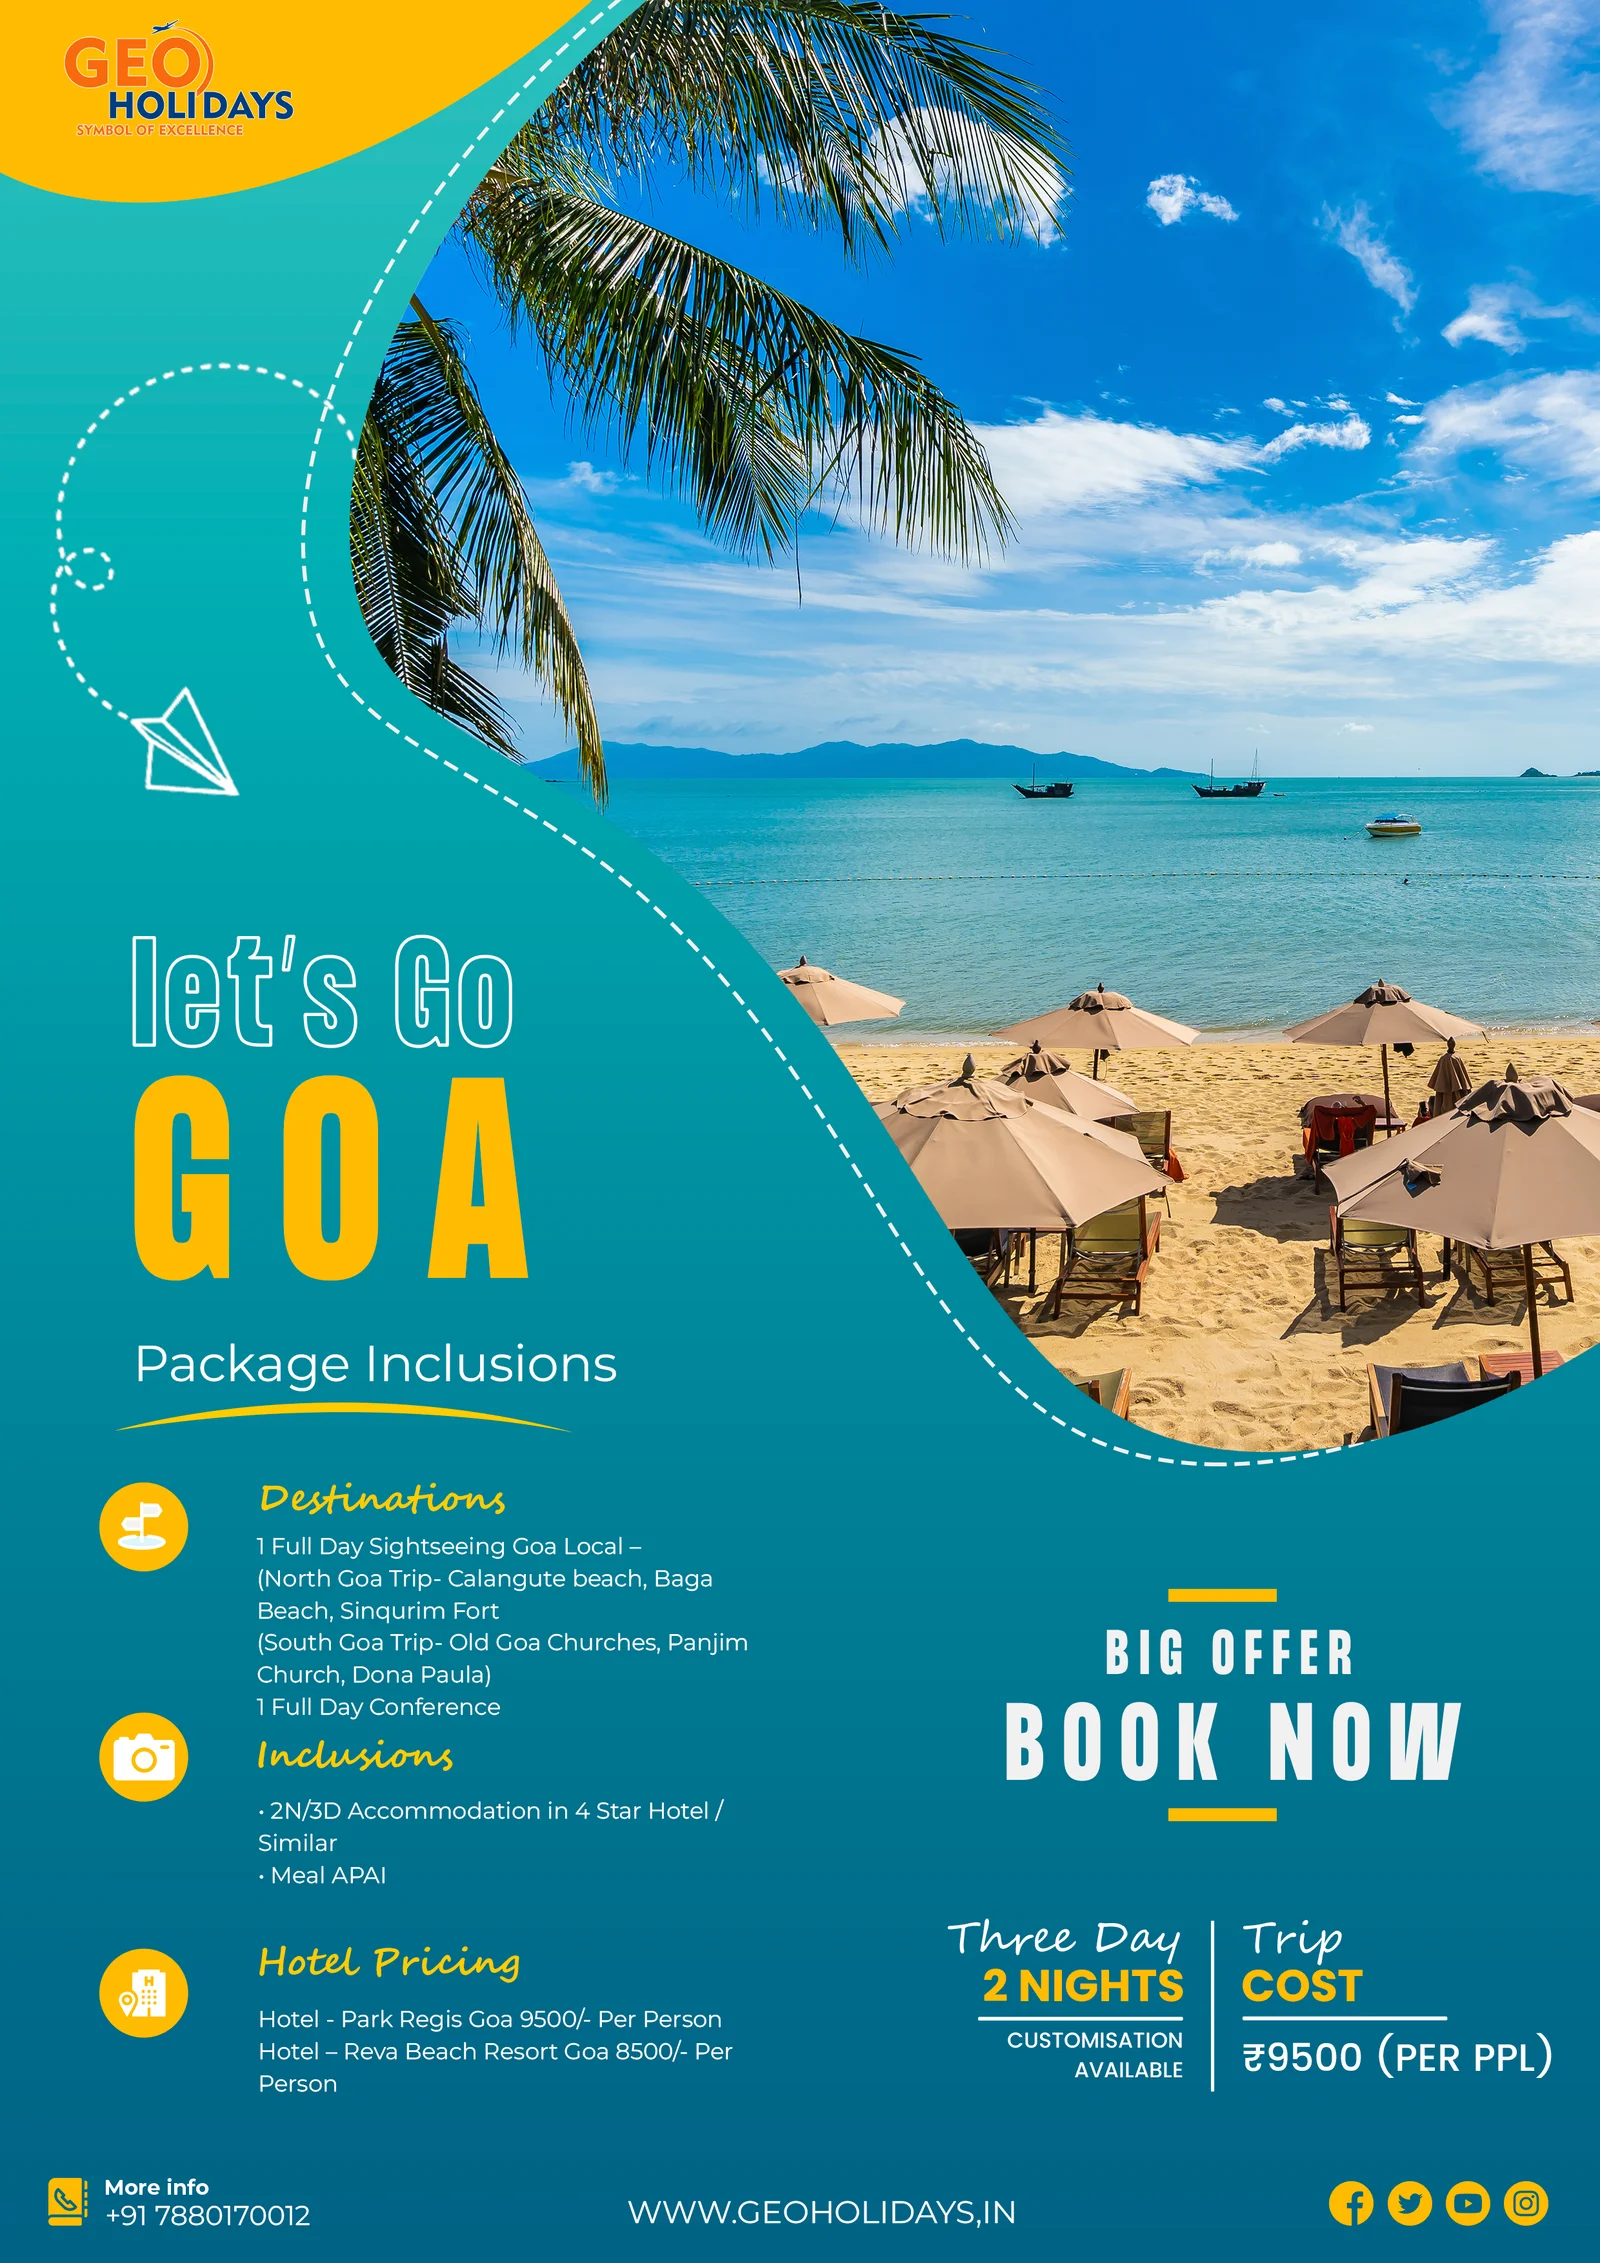 GEO
HOLIDAYS
SYMBOL OF EXCELLENCE
let's Go
GOA
Package Inclusions
Destinations
1 Full Day Sightseeing Goa Local –
(North Goa Trip- Calangute beach, Baga
Beach, Sinqurim Fort
(South Goa Trip- Old Goa Churches, Panjim
Church, Dona Paula)
1 Full Day Conference
Inclusions
• 2N/3D Accommodation in 4 Star Hotel /
Similar
• Meal APAI
Hotel Pricing
Hotel - Park Regis Goa 9500/- Per Person
Hotel – Reva Beach Resort Goa 8500/- Per
Person
BIG OFFER
BOOK NOW
Three Day
2 NIGHTS
CUSTOMISATION
AVAILABLE
Trip
COST
₹9500 (PER PPL)
More info
+91 7880170012
WWW.GEOHOLIDAYS,IN